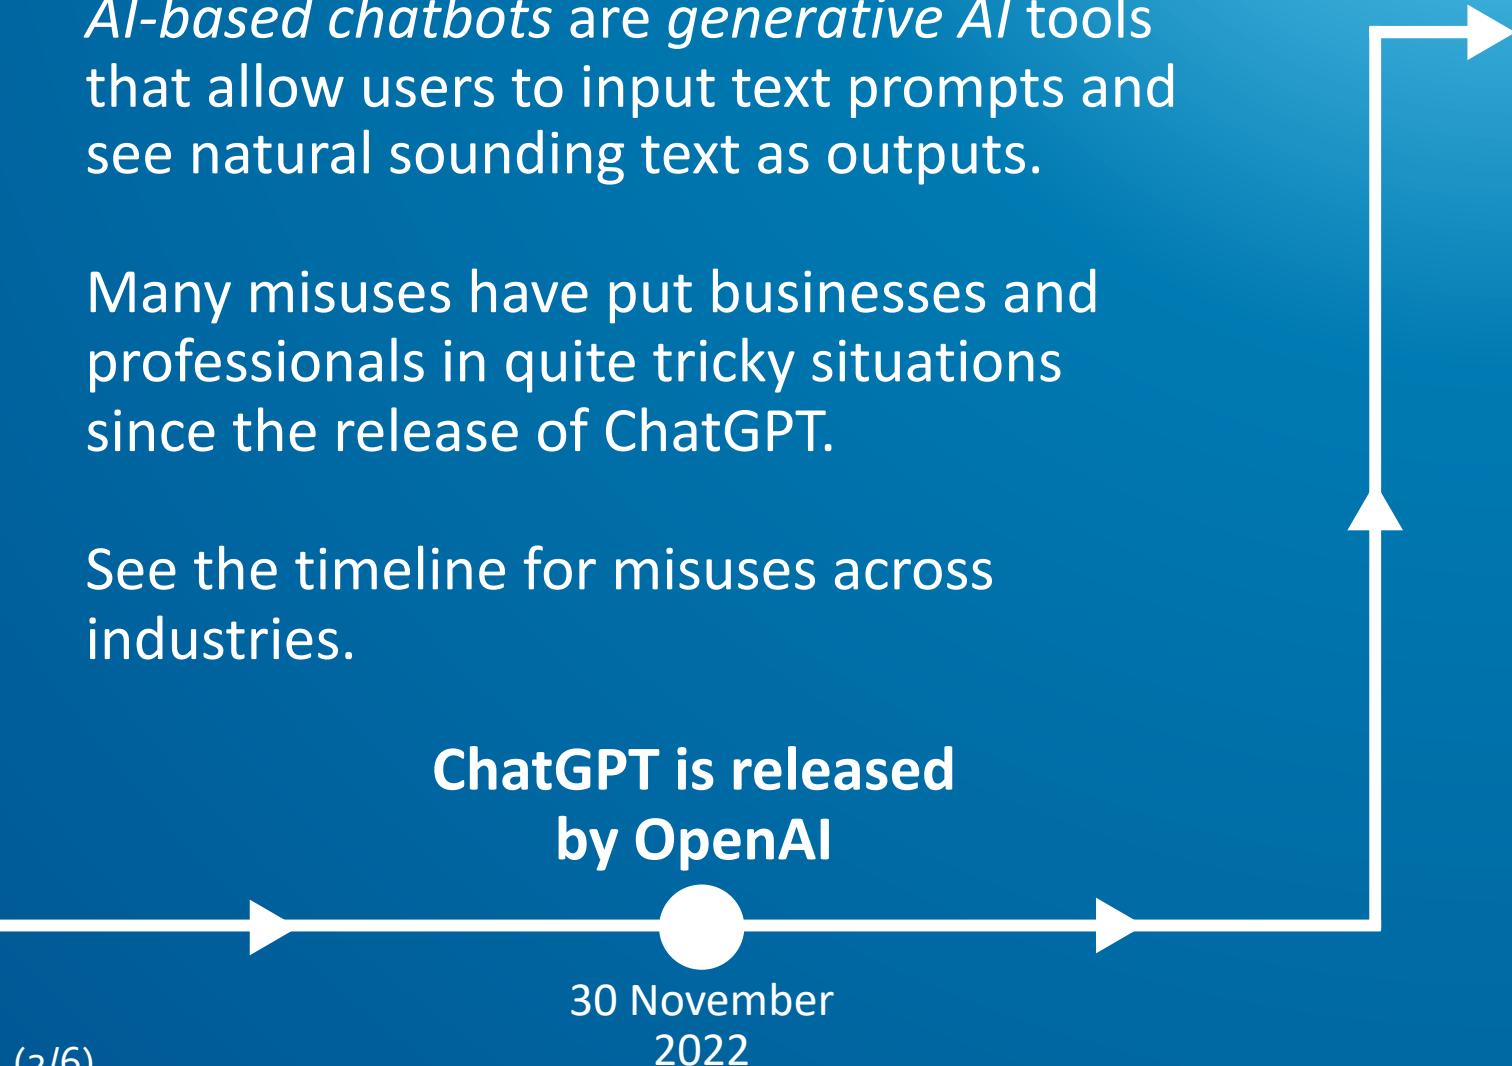 AI-based chatbots are generative AI tools
that allow users to input text prompts and
see natural sounding text as outputs.
Many misuses have put businesses and
professionals in quite tricky situations
since the release of ChatGPT.
See the timeline for misuses across
industries.
ChatGPT is released
by OpenAI
30 November
2022
(2/6)